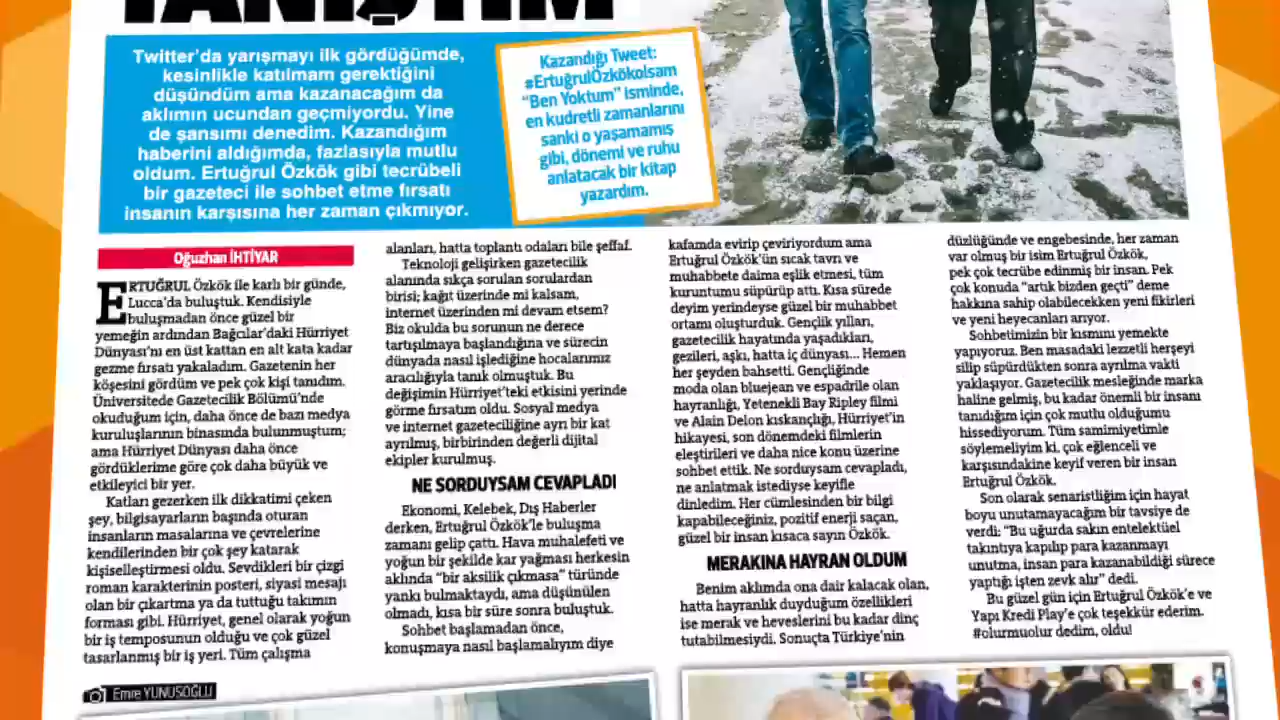 TANIŞTIM
Twitter’da yarışmayı ilk gördüğümde,
kesinlikle katılmam gerektiğini
düşündüm ama kazanacağım da
aklımın ucundan geçmiyordu. Yine
de şansımı denedim. Kazandığım
haberini aldığımda, fazlasıyla mutlu
oldum. Ertuğrul Özkök gibi tecrübeli
bir gazeteci ile sohbet etme fırsatı
insanın karşısına her zaman çıkmıyor.
Kazandığı Tweet:
#ErtuğrulÖzkökolsam
“Ben Yoktum” isminde,
en kudretli zamanlarını
sanki o yaşamamış
gibi, dönemi ve ruhu
anlatacak bir kitap
yazardım.
Oğuzhan İHTİYAR
ERTUĞRUL Özkök ile karlı bir günde,
Lucca’da buluştuk. Kendisiyle
buluşmadan önce güzel bir
yemeğin ardından Bağcılar’daki Hürriyet
Dünyası’nı en üst kattan en alt kata kadar
gezme fırsatı yakaladım. Gazetenin her
köşesini gördüm ve pek çok kişi tanıdım.
Üniversitede Gazetecilik Bölümü’nde
okuduğum için, daha önce de bazı medya
kuruluşlarının binasında bulunmuştum;
ama Hürriyet Dünyası daha önce
gördüklerime göre çok daha büyük ve
etkileyici bir yer.
Katları gezerken ilk dikkatimi çeken
şey, bilgisayarların başında oturan
insanların masalarına ve çevrelerine
kendilerinden bir çok şey katarak
kişiselleştirmesi oldu. Sevdikleri bir çizgi
roman karakterinin posteri, siyasi mesajı
olan bir çıkartma ya da tuttuğu takımın
forması gibi. Hürriyet, genel olarak yoğun
bir iş temposunun olduğu ve çok güzel
tasarlanmış bir iş yeri. Tüm çalışma
alanları, hatta toplantı odaları bile şeffaf.
Teknoloji gelişirken gazetecilik
alanında sıkça sorulan sorulardan
birisi; kağıt üzerinde mi kalsam,
internet üzerinden mi devam etsem?
Biz okulda bu sorunun ne derece
tartışılmaya başlandığına ve sürecin
dünyada nasıl işlediğine hocalarımız
aracılığıyla tanık olmuştuk. Bu
değişimin Hürriyet’teki etkisini yerinde
görme fırsatım oldu. Sosyal medya
ve internet gazeteciliğine ayrı bir kat
ayrılmış, birbirinden değerli dijital
ekipler kurulmuş.
NE SORDUYSAM CEVAPLADI
Ekonomi, Kelebek, Dış Haberler
derken, Ertuğrul Özkök’le buluşma
zamanı gelip çattı. Hava muhalefeti ve
yoğun bir şekilde kar yağması herkesin
aklında “bir aksilik çıkmasa” türünde
yankı bulmaktaydı, ama düşünülen
olmadı, kısa bir süre sonra buluştuk.
Sohbet başlamadan önce,
konuşmaya nasıl başlamalıyım diye
kafamda evirip çeviriyordum ama
Ertuğrul Özkök’ün sıcak tavrı ve
muhabbete daima eşlik etmesi, tüm
kuruntumu süpürüp attı. Kısa sürede
deyim yerindeyse güzel bir muhabbet
ortamı oluşturduk. Gençlik yılları,
gazetecilik hayatında yaşadıkları,
gezileri, aşkı, hatta iç dünyası... Hemen
her şeyden bahsetti. Gençliğinde
moda olan bluejean ve espadrile olan
hayranlığı, Yetenekli Bay Ripley filmi
ve Alain Delon kıskançlığı, Hürriyet’in
hikayesi, son dönemdeki filmlerin
eleştirileri ve daha nice konu üzerine
sohbet ettik. Ne sorduysam cevapladı,
ne anlatmak istediyse keyifle
dinledim. Her cümlesinden bir bilgi
kapabileceğiniz, pozitif enerji saçan,
güzel bir insan kısaca sayın Özkök.
MERAKINA HAYRAN OLDUM
Benim aklımda ona dair kalacak olan,
hatta hayranlık duyduğum özellikleri
ise merak ve heveslerini bu kadar dinç
tutabilmesiydi. Sonuçta Türkiye’nin
düzlüğünde ve engebesinde, her zaman
var olmuş bir isim Ertuğrul Özkök,
pek çok tecrübe edinmiş bir insan. Pek
çok konuda “artık bizden geçti” deme
hakkına sahip olabilecekken yeni fikirleri
ve yeni heyecanları arıyor.
Sohbetimizin bir kısmını yemekte
yapıyoruz. Ben masadaki lezzetli herşeyi
silip süpürdükten sonra ayrılma vakti
yaklaşıyor. Gazetecilik mesleğinde marka
haline gelmiş, bu kadar önemli bir insanı
tanıdığım için çok mutlu olduğumu
hissediyorum. Tüm samimiyetimle
söylemeliyim ki, çok eğlenceli ve
karşısındakine keyif veren bir insan
Ertuğrul Özkök.
Son olarak senaristliğim için hayat
boyu unutamayacağım bir tavsiye de
verdi: “Bu uğurda sakın entelektüel
takıntıya kapılıp para kazanmayı
unutma, insan para kazanabildiği sürece
yaptığı işten zevk alır” dedi.
Bu güzel gün için Ertuğrul Özkök’e ve
Yapı Kredi Play’e çok teşekkür ederim.
#olurmuolur dedim, oldu!
Emre YUNUSOĞLU